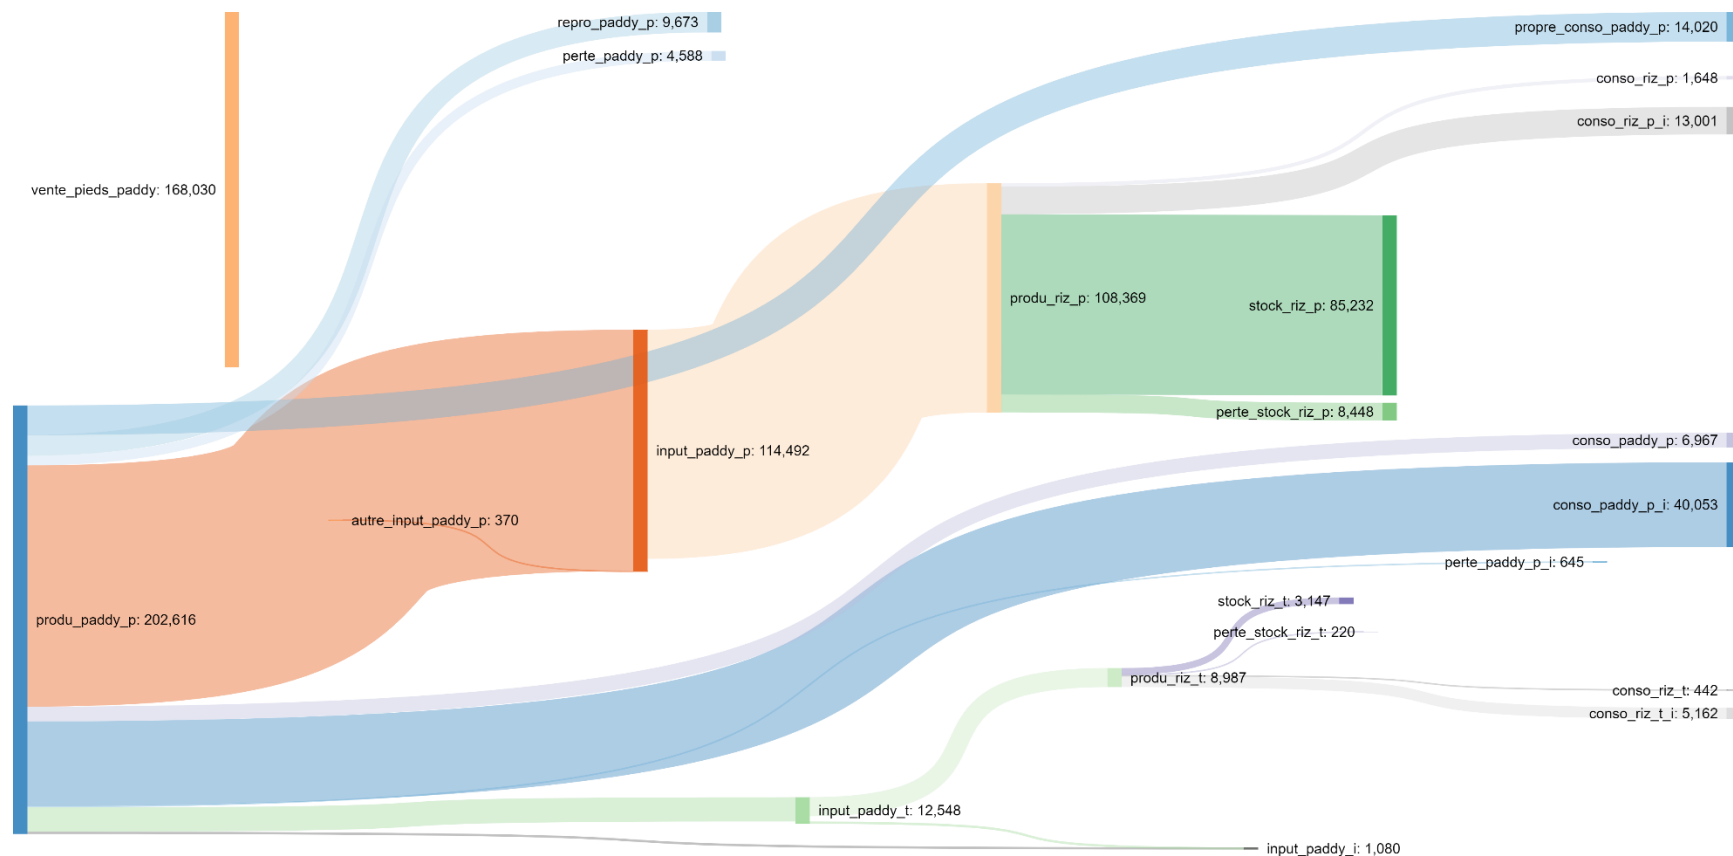 repro_paddy_p: 9,673
propre_conso_paddy_p: 14,020
perte_paddy_p: 4,588
conso_riz_p: 1,648
conso_riz_p_i: 13,001
vente_pieds_paddy: 168,030
produ_riz_p: 108,369
stock_riz_p: 85,232
perte_stock_riz_p: 8,448
conso_paddy_p: 6,967
input_paddy_p: 114,492
conso_paddy_p_i: 40,053
autre_input_paddy_p: 370
perte_paddy_p_i: 645
stock_riz_t: 3,147
produ_paddy_p: 202,616
perte_stock_riz_t: 220
produ_riz_t: 8,987
conso_riz_t: 442
conso_riz_t_i: 5,162
input_paddy_t: 12,548
input_paddy_i: 1,080